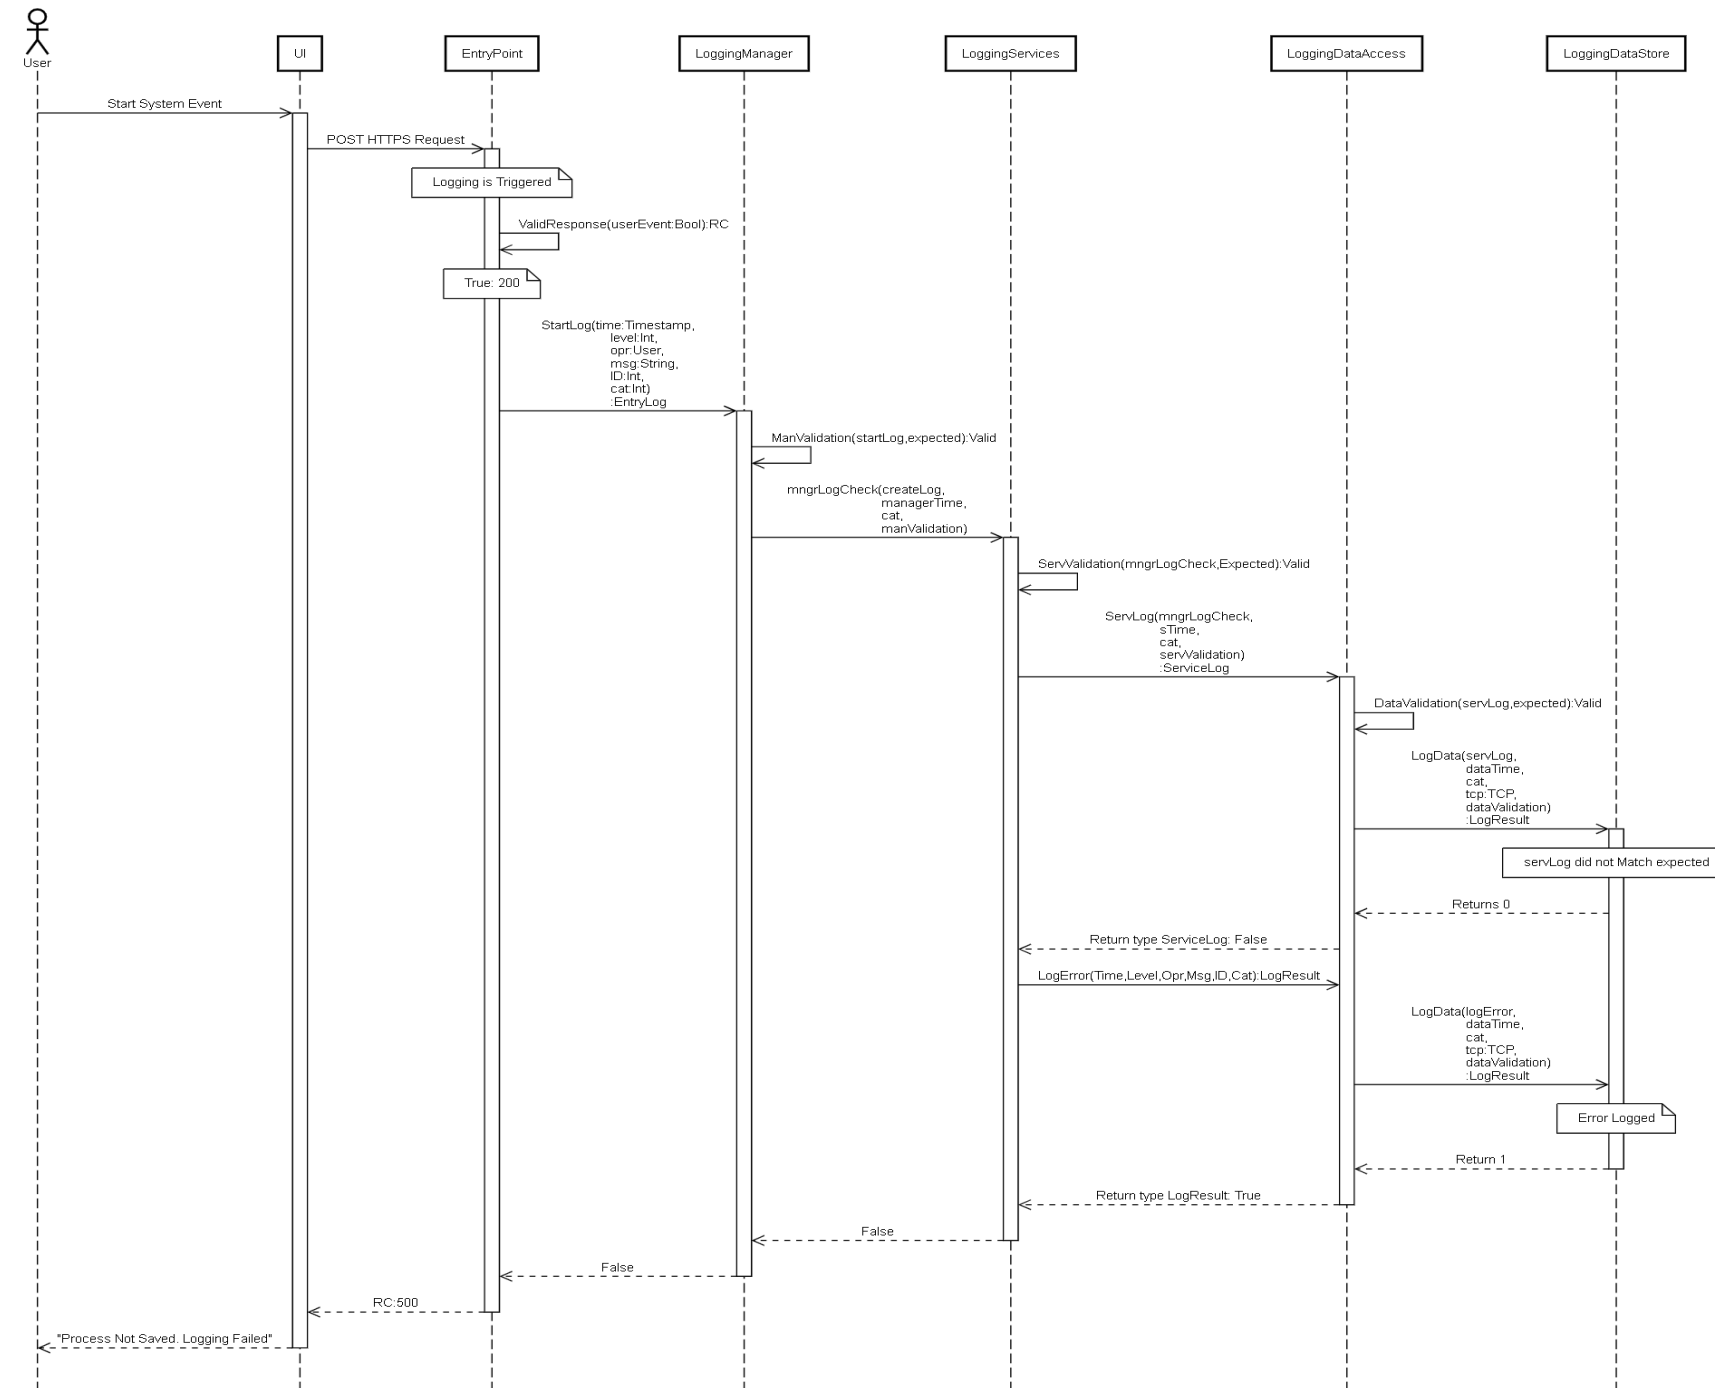 User
UI
EntryPoint
LoggingManager
LoggingServices
LoggingDataAccess
LoggingDataStore
Start System Event
POST HTTPS Request
Logging is Triggered
ValidResponse(userEvent:Bool):RC
True: 200
StartLog(time:Timestamp,
level:Int,
opr:User,
msg:String,
ID:Int,
cat:Int)
:EntryLog
ManValidation(startLog,expected):Valid
mngrLogCheck(createLog,
managerTime,
cat,
manValidation)
ServValidation(mngrLogCheck,Expected):Valid
ServLog(mngrLogCheck,
sTime,
cat,
servValidation)
:ServiceLog
DataValidation(servLog,expected):Valid
LogData(servLog,
dataTime,
cat,
tcp:TCP,
dataValidation)
:LogResult
servLog did not Match expected
Returns 0
Return type ServiceLog: False
LogError(Time,Level,Opr,Msg,ID,Cat):LogResult
LogData(logError,
dataTime,
cat,
tcp:TCP,
dataValidation)
:LogResult
Error Logged
Return 1
Return type LogResult: True
False
False
RC:500
"Process Not Saved. Logging Failed"